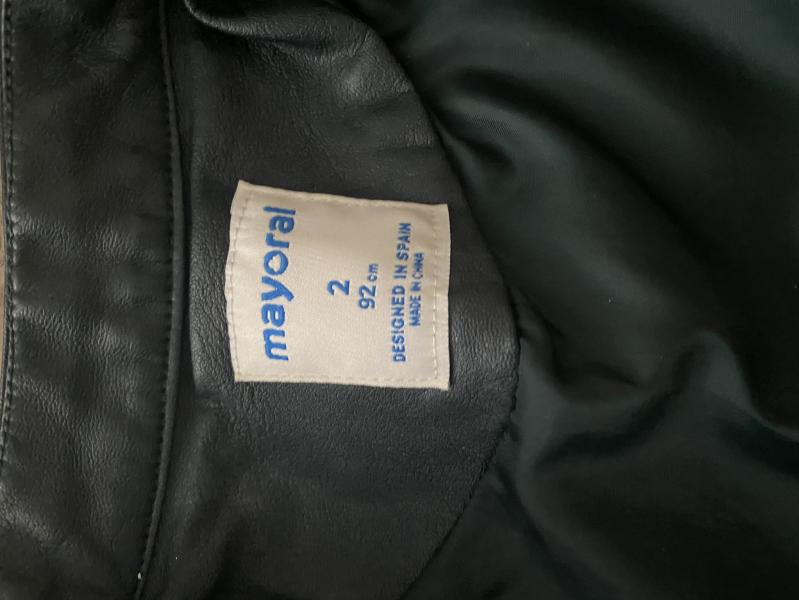 mayoral
2
92 cm
DESIGNED IN SPAIN
MADE IN CHINA